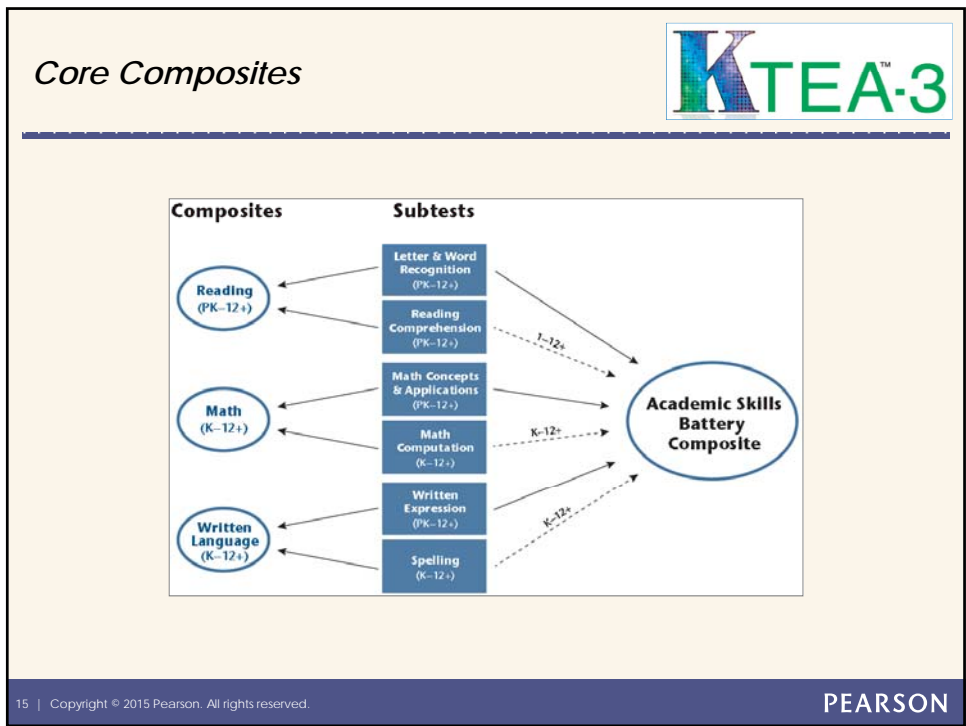 Core Composites
KTEA™-3
Composites
Subtests
Reading
(PK–12+)
Math
(K–12+)
Written
Language
(K–12+)
Letter & Word
Recognition
(PK–12+)
Reading
Comprehension
(PK–12+)
Math Concepts
& Applications
(PK–12+)
Math
Computation
(K–12+)
Written
Expression
(PK–12+)
Spelling
(K–12+)
1–12+
K–12+
K–12+
Academic Skills
Battery
Composite
15 | Copyright © 2015 Pearson. All rights reserved.
PEARSON